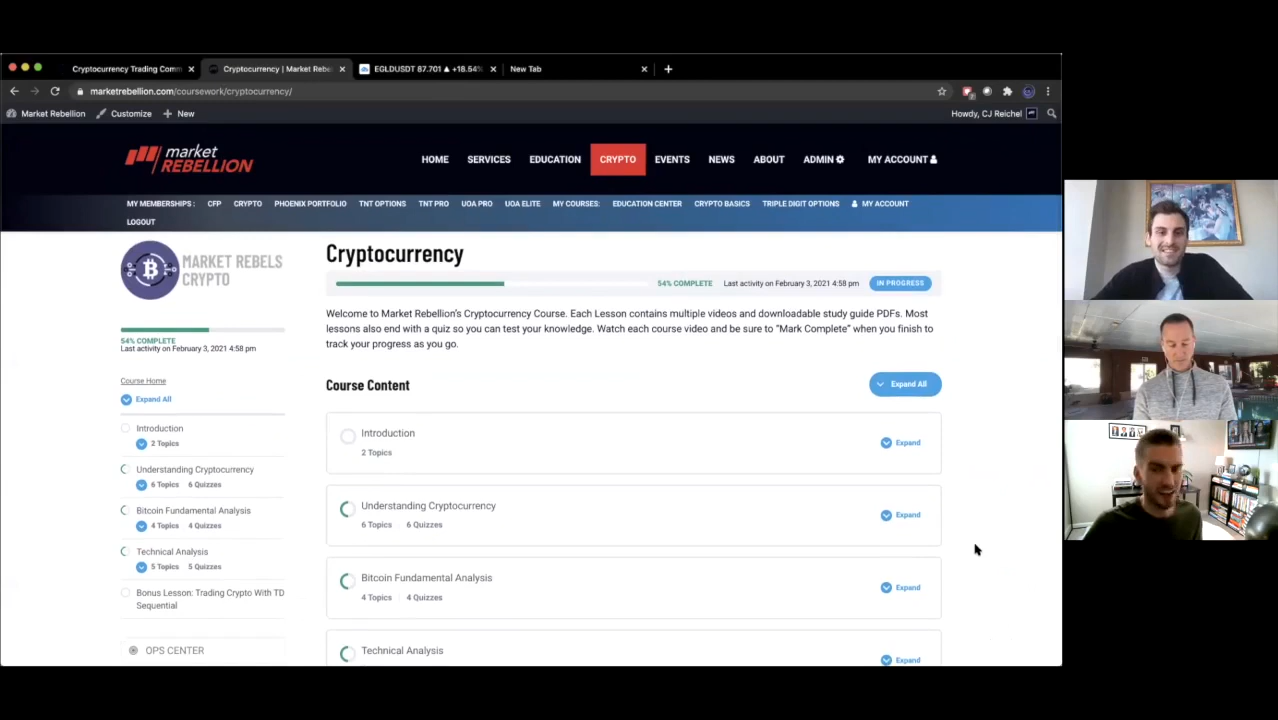 Cryptocurrency Trading Comm
Cryptocurrency | Market Rebe
EGLDUSDT 87.701 ▲ +18.54%
New Tab
marketrebellion.com/coursework/cryptocurrency/
Market Rebellion
Customize
New
Howdy, CJ Reichel
market
REBELLION
HOME
SERVICES
EDUCATION
CRYPTO
EVENTS
NEWS
ABOUT
ADMIN
MY ACCOUNT
MY MEMBERSHIPS :
CFP
CRYPTO
PHOENIX PORTFOLIO
TNT OPTIONS
TNT PRO
UOA PRO
UOA ELITE
MY COURSES:
EDUCATION CENTER
CRYPTO BASICS
TRIPLE DIGIT OPTIONS
MY ACCOUNT
LOGOUT
MARKET REBELS
CRYPTO
54% COMPLETE
Last activity on February 3, 2021 4:58 pm
Course Home
Expand All
Introduction
2 Topics
Understanding Cryptocurrency
6 Topics 6 Quizzes
Bitcoin Fundamental Analysis
4 Topics 4 Quizzes
Technical Analysis
5 Topics 5 Quizzes
Bonus Lesson: Trading Crypto With TD
Sequential
OPS CENTER
Cryptocurrency
54% COMPLETE
Last activity on February 3, 2021 4:58 pm
IN PROGRESS
Welcome to Market Rebellion's Cryptocurrency Course. Each Lesson contains multiple videos and downloadable study guide PDFs. Most
lessons also end with a quiz so you can test your knowledge. Watch each course video and be sure to "Mark Complete" when you finish to
track your progress as you go.
Course Content
Expand All
Introduction
2 Topics
Expand
Understanding Cryptocurrency
6 Topics 6 Quizzes
Expand
Bitcoin Fundamental Analysis
4 Topics 4 Quizzes
Expand
Technical Analysis
Expand